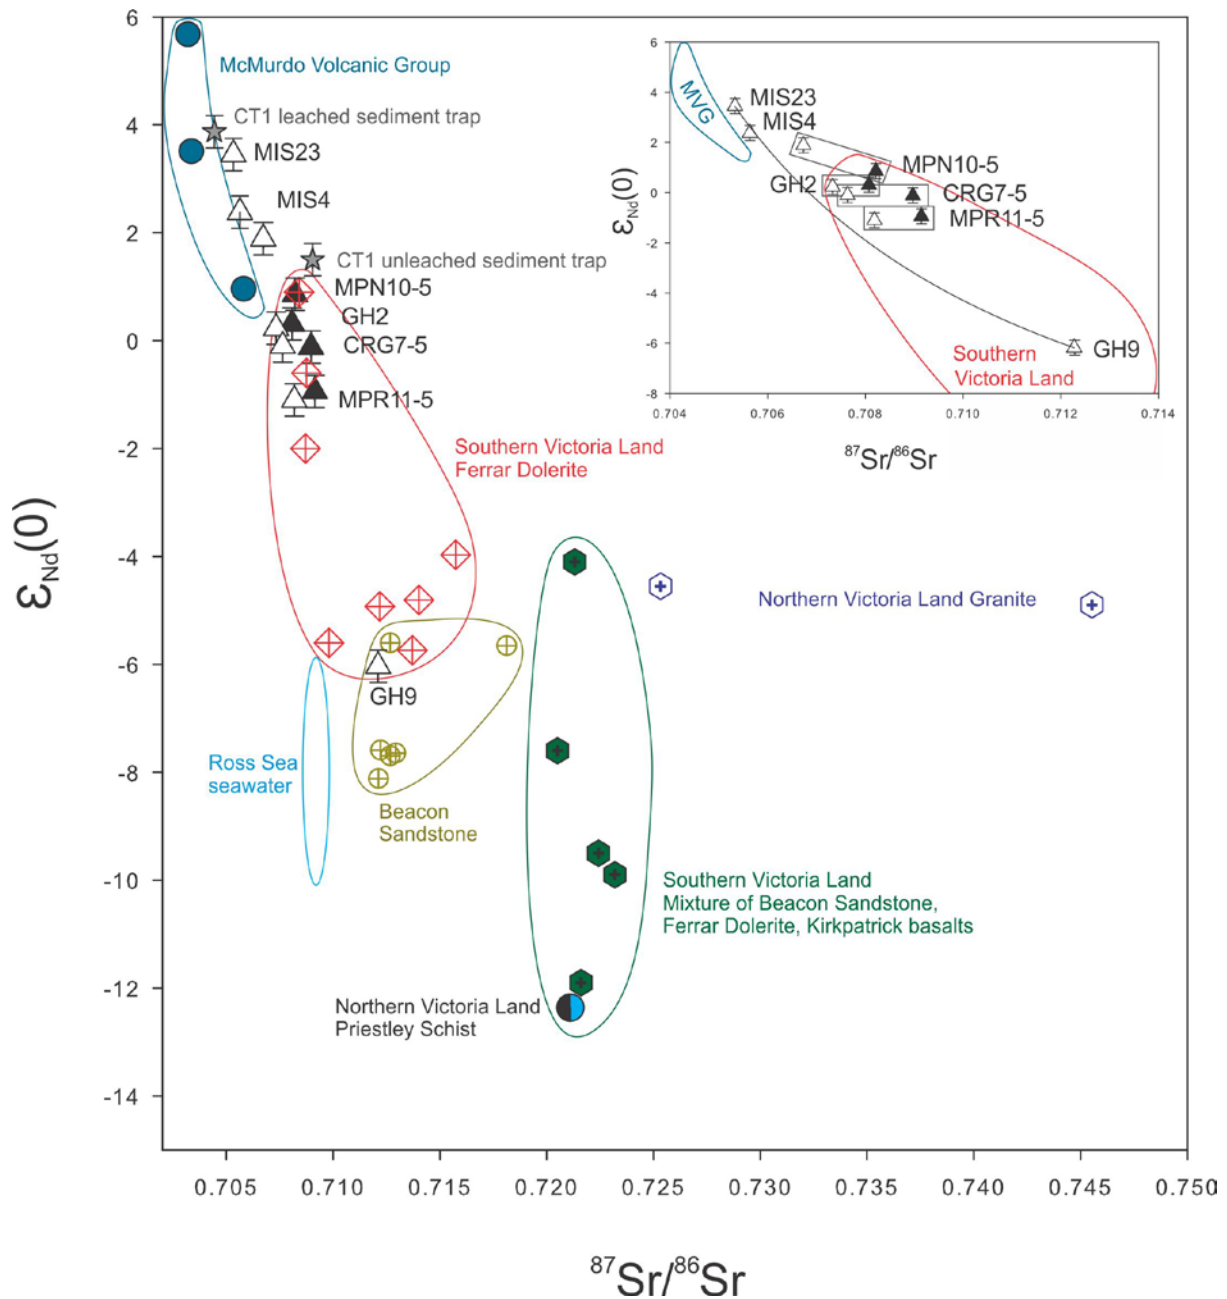 6
4
2
0
-2
-4
-6
-8
-10
-12
-14
εNd(0)
0.705
0.710
0.715
0.720
0.725
0.730
0.735
0.740
0.745
0.750
87Sr/86Sr
McMurdo Volcanic Group
CT1 leached sediment trap
MIS23
MIS4
CT1 unleached sediment trap
MPN10-5
GH2
CRG7-5
MPR11-5
Southern Victoria Land
Ferrar Dolerite
Northern Victoria Land Granite
GH9
Ross Sea
seawater
Beacon
Sandstone
Southern Victoria Land
Mixture of Beacon Sandstone,
Ferrar Dolerite, Kirkpatrick basalts
Northern Victoria Land
Priestley Schist
6
4
2
0
-2
-4
-6
-8
εNd(0)
0.704
0.706
0.708
0.710
0.712
0.714
87Sr/86Sr
MVG
MIS23
MIS4
MPN10-5
GH2
CRG7-5
MPR11-5
GH9
Southern
Victoria Land